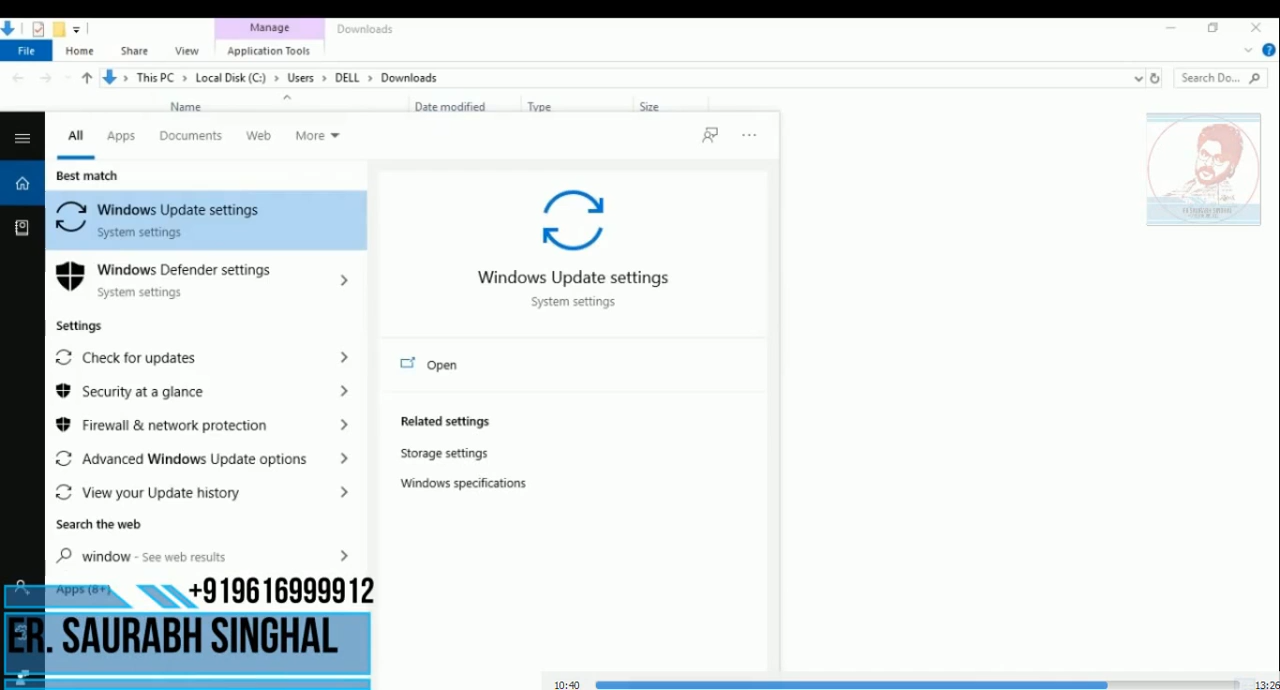 Manage
Downloads
File
Home
Share
View
Application Tools
This PC
Local Disk (C:)
Users
DELL
Downloads
Search Do...
Name
Date modified
Type
Size
All
Apps
Documents
Web
More
Best match
Windows Update settings
System settings
Windows Defender settings
System settings
Settings
Check for updates
Security at a glance
Firewall & network protection
Advanced Windows Update options
View your Update history
Search the web
window - See web results
Apps (8+)
Windows Update settings
System settings
Open
Related settings
Storage settings
Windows specifications
+919616999912
ER. SAURABH SINGHAL
10:40
13:26